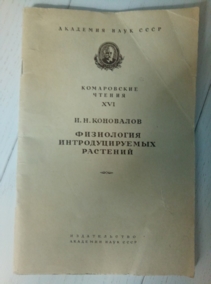 АКАДЕМИЯ НАУК СССР
КОМАРОВСКИЕ
ЧТЕНИЯ
XVI
И. Н. КОНОВАЛОВ
ФИЗИОЛОГИЯ
ИНТРОДУЦИРУЕМЫХ
РАСТЕНИЙ
ИЗДАТЕЛЬСТВО
АКАДЕМИИ НАУК СССР